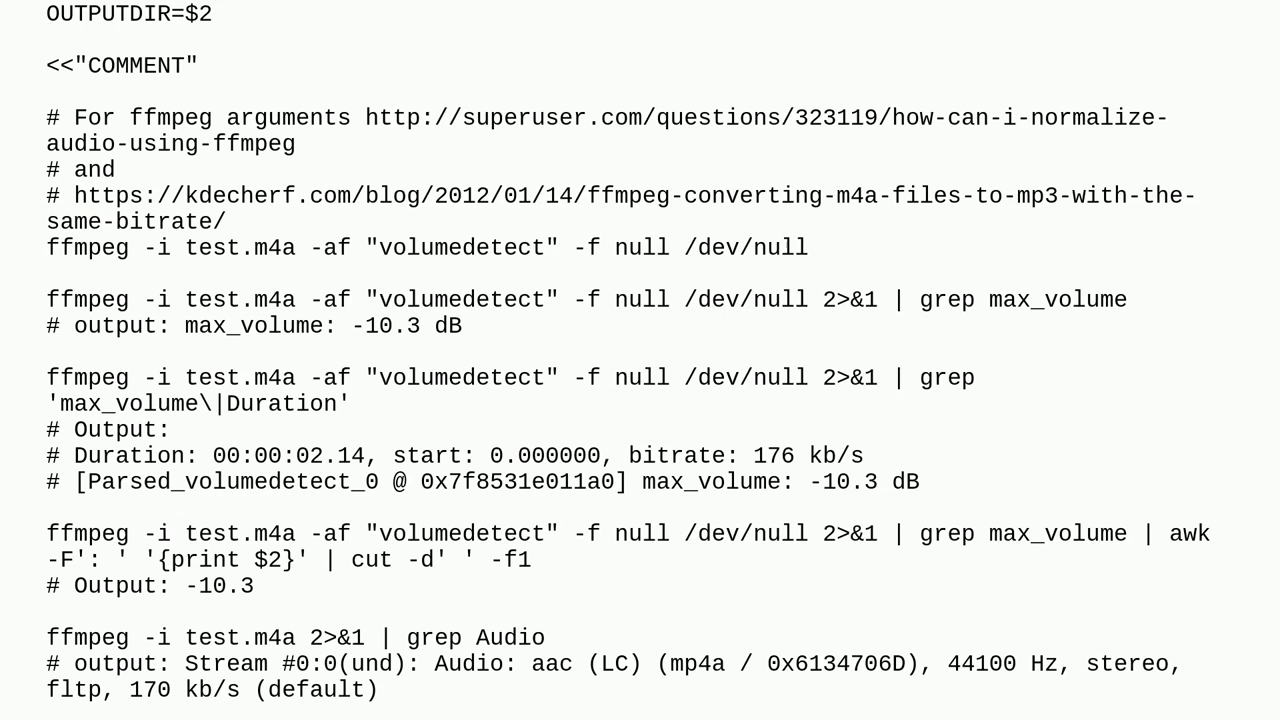 OUTPUTDIR=$2
<<"COMMENT"
# For ffmpeg arguments http://superuser.com/questions/323119/how-can-i-normalize-
audio-using-ffmpeg
# and
# https://kdecherf.com/blog/2012/01/14/ffmpeg-converting-m4a-files-to-mp3-with-the-
same-bitrate/
ffmpeg -i test.m4a -af "volumedetect" -f null /dev/null
ffmpeg -i test.m4a -af "volumedetect" -f null /dev/null 2>&1 | grep max_volume
# output: max_volume: -10.3 dB
ffmpeg -i test.m4a -af "volumedetect" -f null /dev/null 2>&1 | grep
'max_volume\|Duration'
# Output:
# Duration: 00:00:02.14, start: 0.000000, bitrate: 176 kb/s
# [Parsed_volumedetect_0 @ 0x7f8531e011a0] max_volume: -10.3 dB
ffmpeg -i test.m4a -af "volumedetect" -f null /dev/null 2>&1 | grep max_volume | awk
-F': ' '{print $2}' | cut -d' ' -f1
# Output: -10.3
ffmpeg -i test.m4a 2>&1 | grep Audio
# output: Stream #0:0(und): Audio: aac (LC) (mp4a / 0x6134706D), 44100 Hz, stereo,
fltp, 170 kb/s (default)